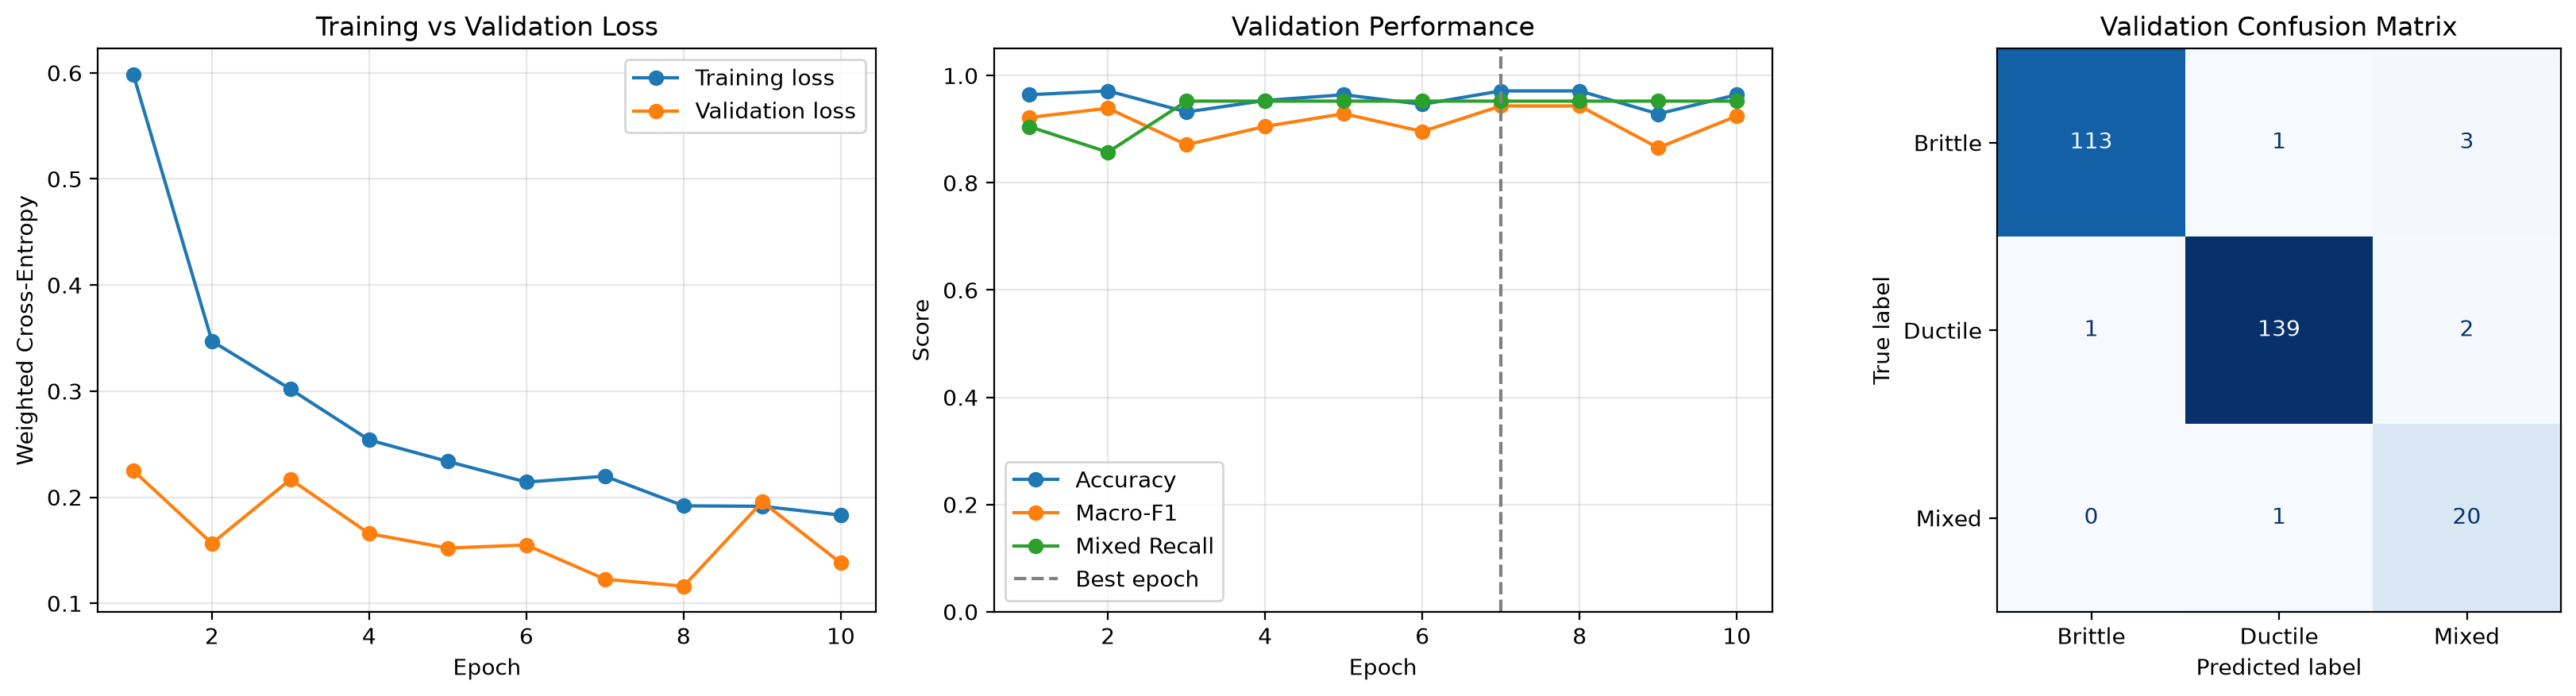 Training vs Validation Loss
Weighted Cross-Entropy
0.6
0.5
0.4
0.3
0.2
0.1
Training loss
Validation loss
2 4 6 8 10
Epoch
Validation Performance
Score
1.0
0.8
0.6
0.4
0.2
0.0
Accuracy
Macro-F1
Mixed Recall
Best epoch
2 4 6 8 10
Epoch
Validation Confusion Matrix
True label
Brittle 113 1 3
Ductile 1 139 2
Mixed 0 1 20
Brittle Ductile Mixed
Predicted label